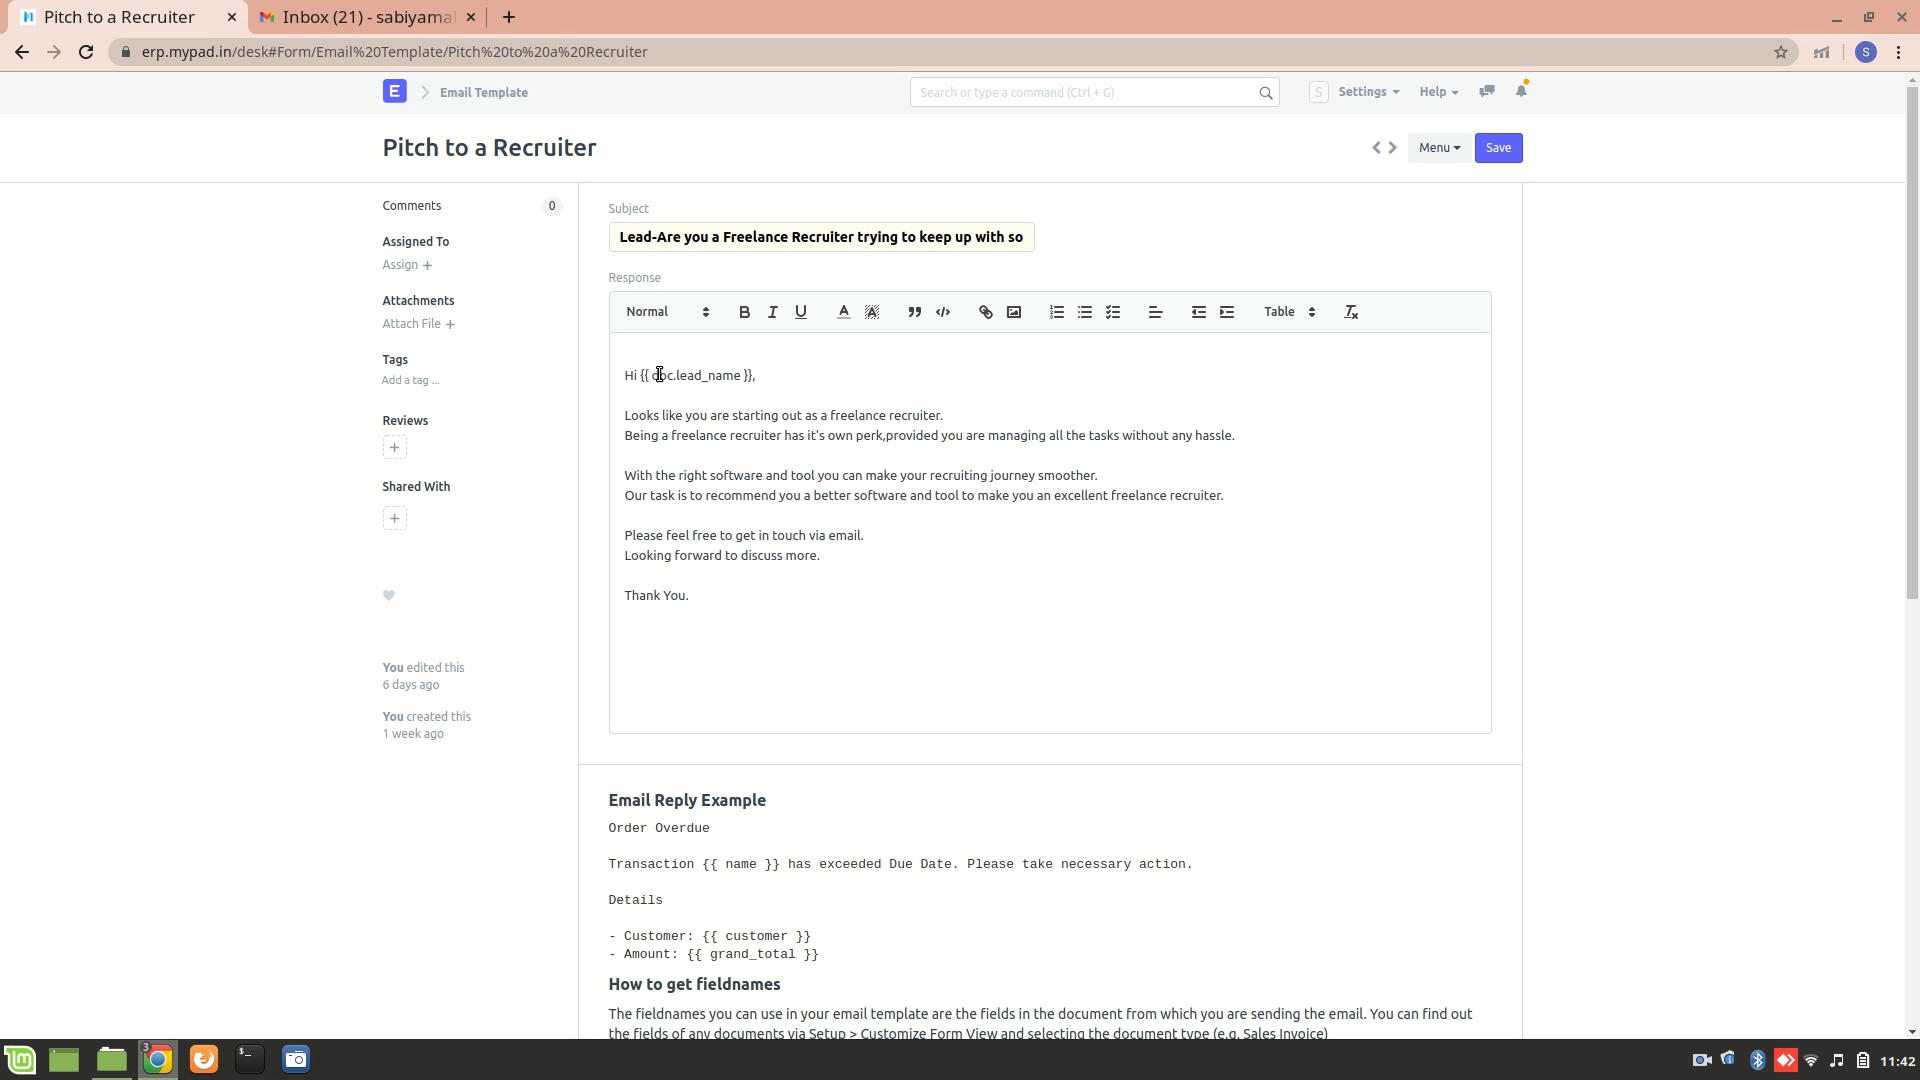 Pitch to a Recruiter
Inbox (21) - sabiyama
erp.mypad.in/desk#Form/Email%20Template/Pitch%20to%20a%20Recruiter
S
E
Email Template
Search or type a command (Ctrl + G)
S
Settings
Help
Pitch to a Recruiter
Menu
Save
Comments
0
Assigned To
Assign +
Attachments
Attach File +
Tags
Add a tag ...
Reviews
+
Shared With
+
You edited this
6 days ago
You created this
1 week ago
Subject
Lead-Are you a Freelance Recruiter trying to keep up with so
Response
Normal
Table
Hi {{ doc.lead_name }},
Looks like you are starting out as a freelance recruiter.
Being a freelance recruiter has it's own perk,provided you are managing all the tasks without any hassle.
With the right software and tool you can make your recruiting journey smoother.
Our task is to recommend you a better software and tool to make you an excellent freelance recruiter.
Please feel free to get in touch via email.
Looking forward to discuss more.
Thank You.
Email Reply Example
Order Overdue
Transaction {{ name }} has exceeded Due Date. Please take necessary action.
Details
- Customer: {{ customer }}
- Amount: {{ grand_total }}
How to get fieldnames
The fieldnames you can use in your email template are the fields in the document from which you are sending the email. You can find out
the fields of any documents via Setup > Customize Form View and selecting the document type (e.g. Sales Invoice)
3
11:42